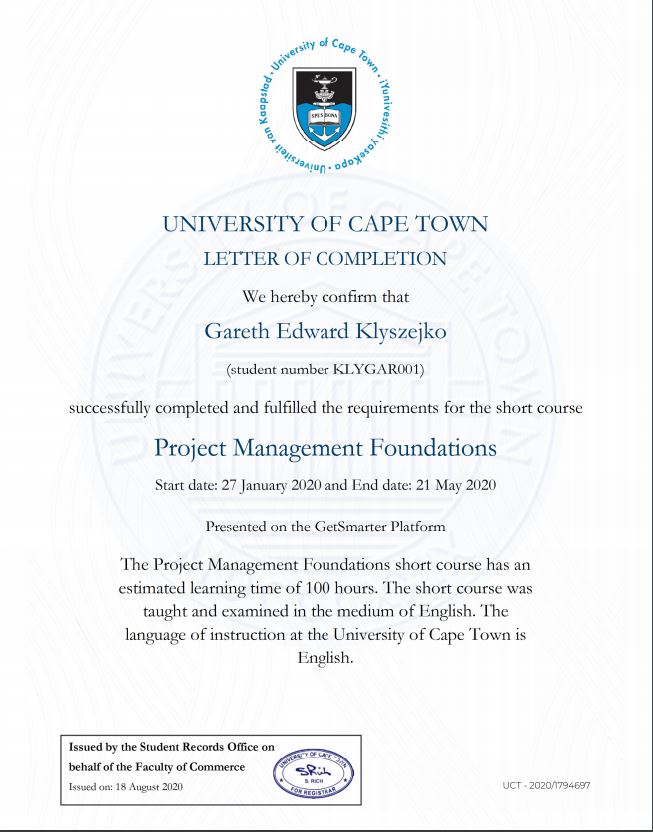 University of Cape Town · iYunivesithi yaseKapa · Universiteit van Kaapstad ·
SPES BONA
UNIVERSITY OF CAPE TOWN
LETTER OF COMPLETION
We hereby confirm that
Gareth Edward Klyszejko
(student number KLYGAR001)
successfully completed and fulfilled the requirements for the short course
Project Management Foundations
Start date: 27 January 2020 and End date: 21 May 2020
Presented on the GetSmarter Platform
The Project Management Foundations short course has an
estimated learning time of 100 hours. The short course was
taught and examined in the medium of English. The
language of instruction at the University of Cape Town is
English.
Issued by the Student Records Office on
behalf of the Faculty of Commerce
Issued on: 18 August 2020
UNIVERSITY OF CAPE TOWN
SRich
S. RICH
FOR REGISTRAR
UCT - 2020/1794697
UNIVERSITY OF CAPE TOWN